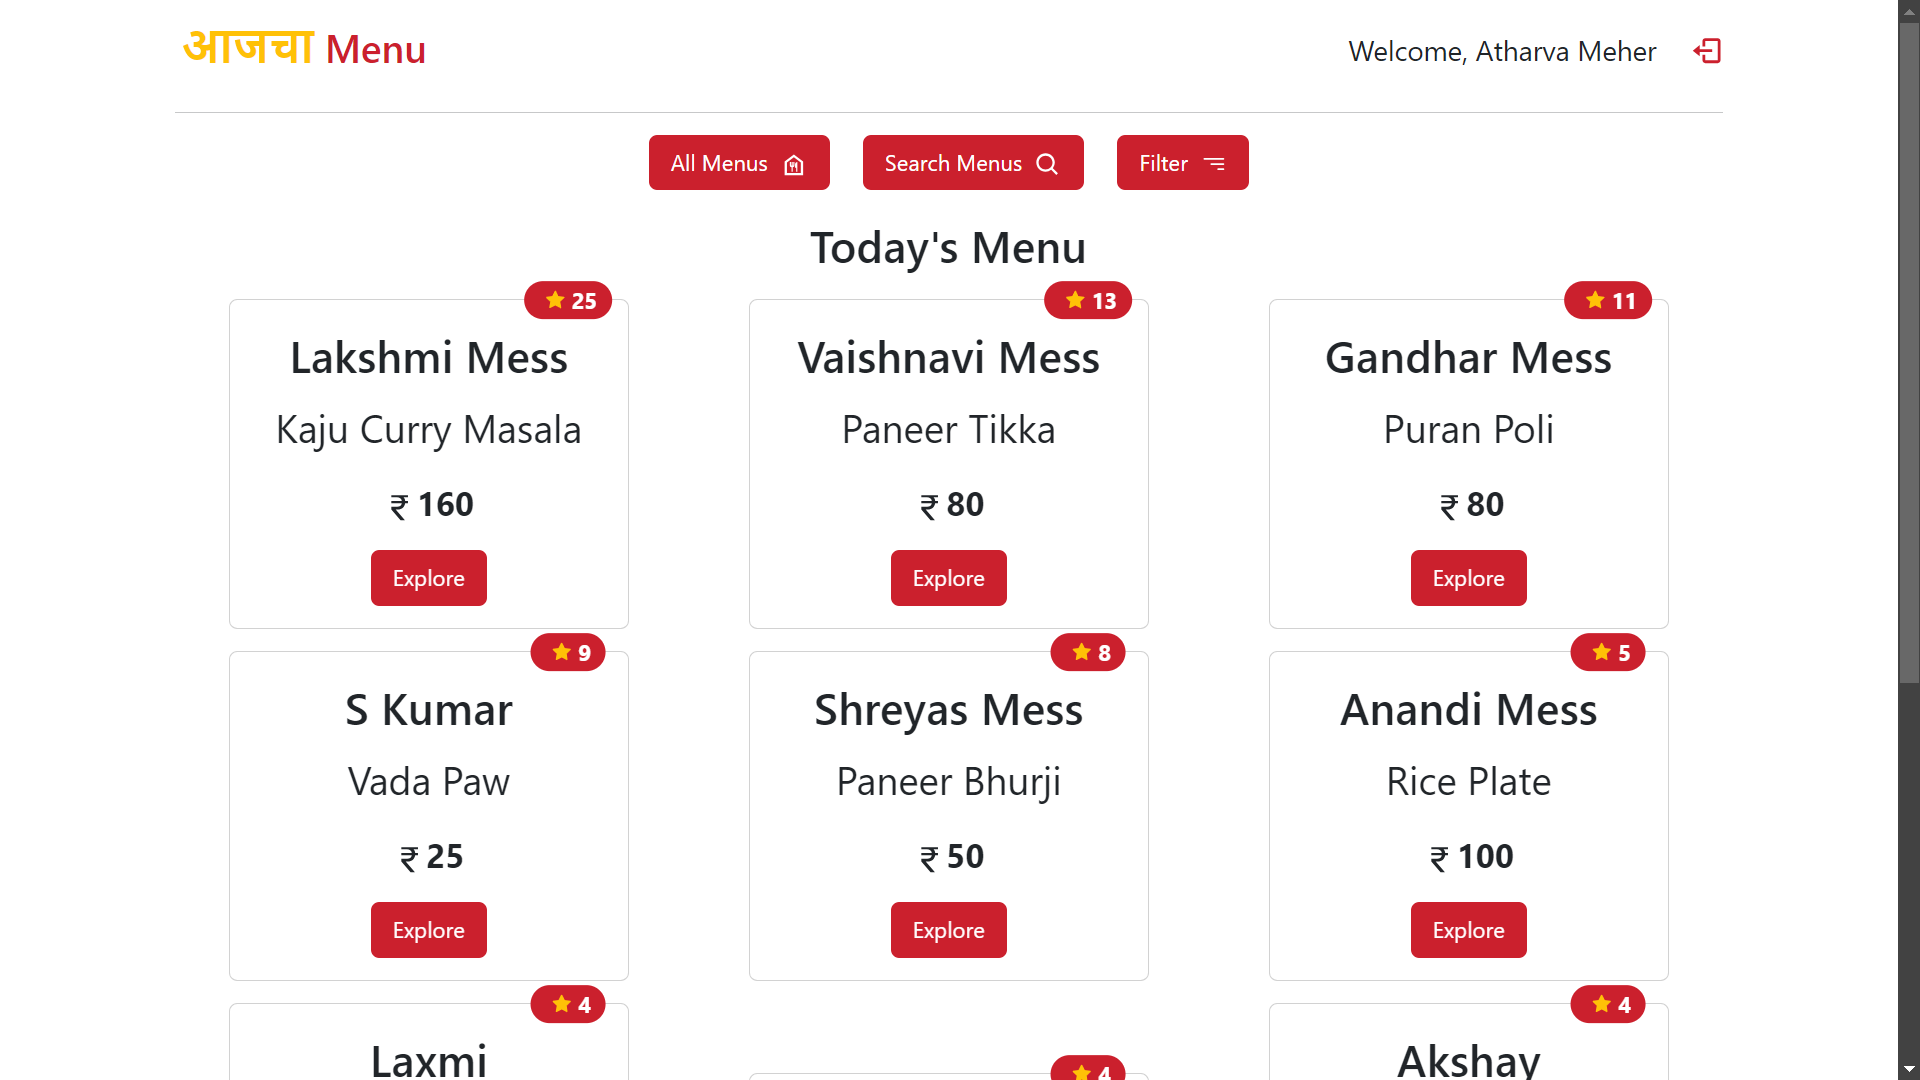 आजचा Menu
Welcome, Atharva Meher
All Menus
Search Menus
Filter
Today's Menu
25
Lakshmi Mess
Kaju Curry Masala
₹ 160
Explore
13
Vaishnavi Mess
Paneer Tikka
₹ 80
Explore
11
Gandhar Mess
Puran Poli
₹ 80
Explore
9
S Kumar
Vada Paw
₹ 25
Explore
8
Shreyas Mess
Paneer Bhurji
₹ 50
Explore
5
Anandi Mess
Rice Plate
₹ 100
Explore
4
Laxmi
4
4
Akshay